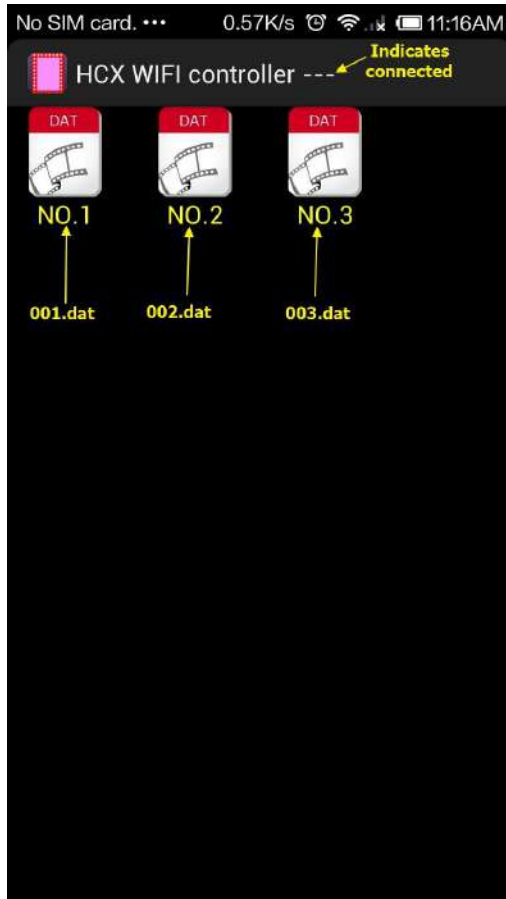 No SIM card. ••• 0.57K/s 11:16AM
HCX WIFI controller ---
Indicates
connected
DAT DAT DAT
NO.1 NO.2 NO.3
001.dat 002.dat 003.dat